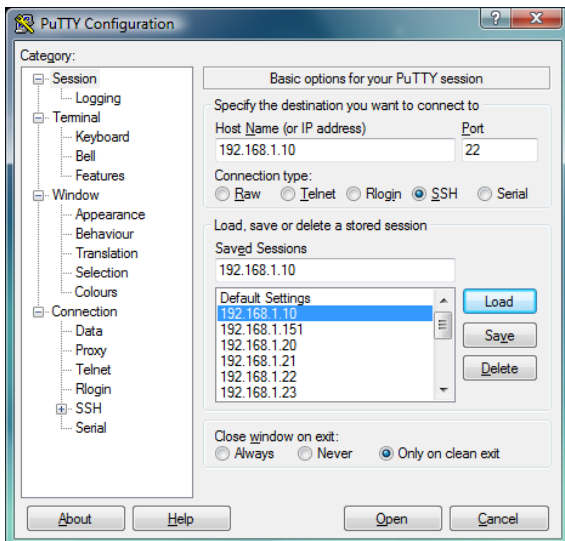 PuTTY Configuration
?
X
Category:
Session
Logging
Terminal
Keyboard
Bell
Features
Window
Appearance
Behaviour
Translation
Selection
Colours
Connection
Data
Proxy
Telnet
Rlogin
SSH
Serial
Basic options for your PuTTY session
Specify the destination you want to connect to
Host Name (or IP address) Port
192.168.1.10 22
Connection type:
Raw Telnet Rlogin SSH Serial
Load, save or delete a stored session
Saved Sessions
192.168.1.10
Default Settings
192.168.1.10
192.168.1.151
192.168.1.20
192.168.1.21
192.168.1.22
192.168.1.23
Load
Save
Delete
Close window on exit:
Always Never Only on clean exit
About Help Open Cancel